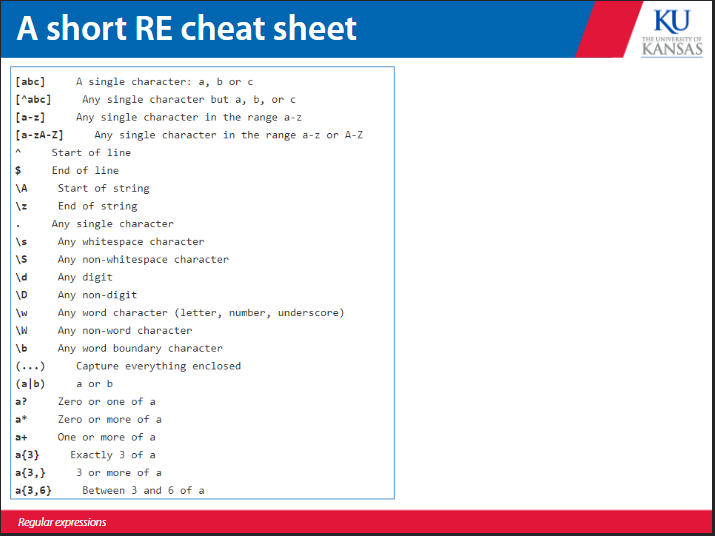 A short RE cheat sheet
KU
THE UNIVERSITY OF
KANSAS
[abc] A single character: a, b or c
[^abc] Any single character but a, b, or c
[a-z] Any single character in the range a-z
[a-zA-Z] Any single character in the range a-z or A-Z
^ Start of line
$ End of line
\A Start of string
\z End of string
. Any single character
\s Any whitespace character
\S Any non-whitespace character
\d Any digit
\D Any non-digit
\w Any word character (letter, number, underscore)
\W Any non-word character
\b Any word boundary character
(...) Capture everything enclosed
(a|b) a or b
a? Zero or one of a
a* Zero or more of a
a+ One or more of a
a{3} Exactly 3 of a
a{3,} 3 or more of a
a{3,6} Between 3 and 6 of a
Regular expressions